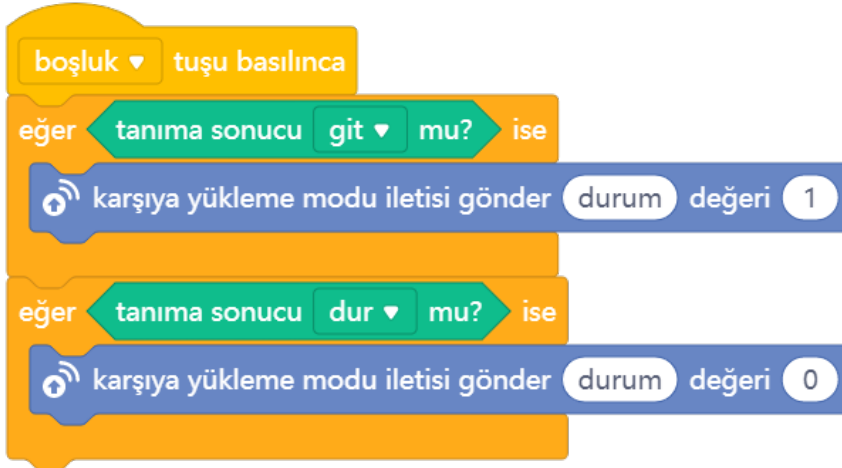 boşluk tuşu basılınca
eğer tanıma sonucu git mu? ise
karşıya yükleme modu iletisi gönder durum değeri 1
eğer tanıma sonucu dur mu? ise
karşıya yükleme modu iletisi gönder durum değeri 0